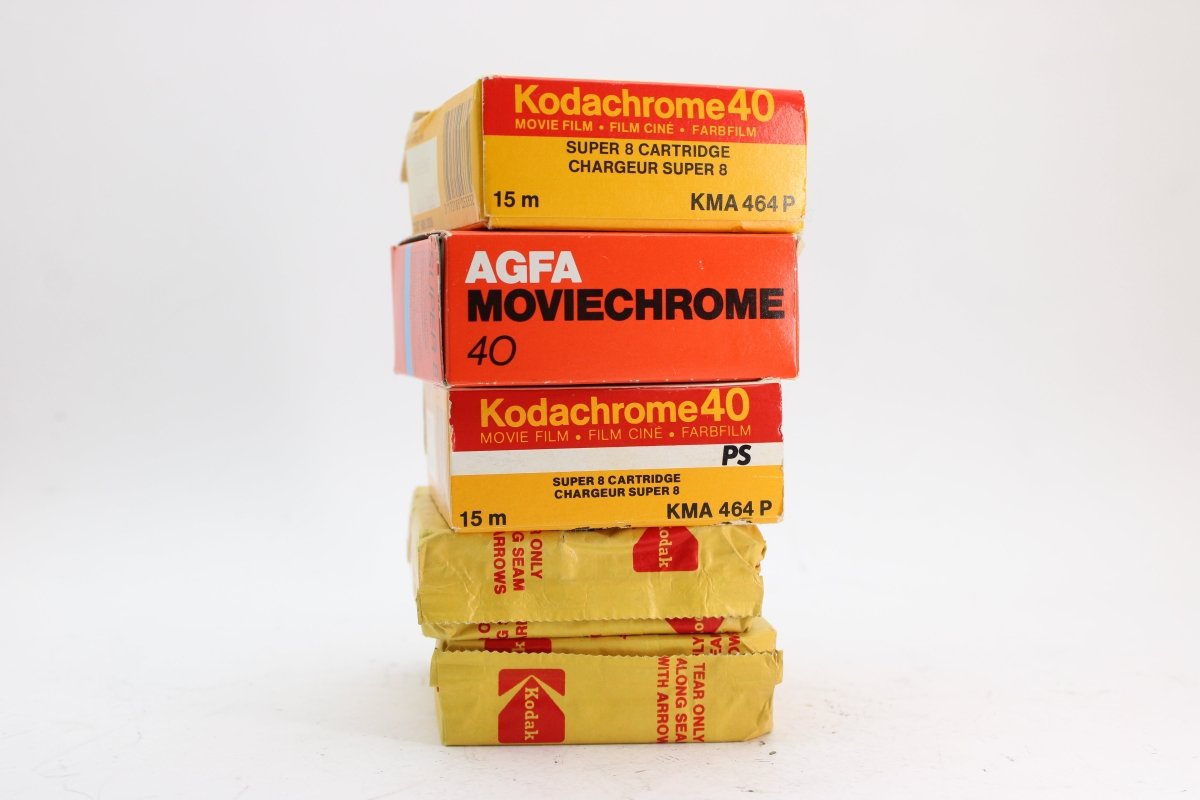 Kodachrome40
MOVIE FILM • FILM CINÉ • FARBFILM
SUPER 8 CARTRIDGE
CHARGEUR SUPER 8
15 m KMA 464 P
AGFA
MOVIECHROME
40
Kodachrome40
MOVIE FILM • FILM CINÉ • FARBFILM
PS
SUPER 8 CARTRIDGE
CHARGEUR SUPER 8
15 m KMA 464 P
ONLY
G SEAM
ARROWS
Kodak
Kodak
TEAR ONLY
ALONG SEA
WITH ARROW